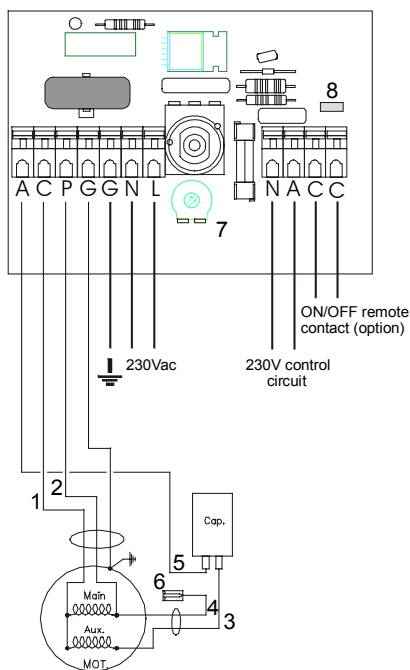 8
A C P G G N L
N A C C
7
ON/OFF remote
contact (option)
230Vac
230V control
circuit
1
2
Cap.
5
6
4
3
Main
Aux.
MOT.